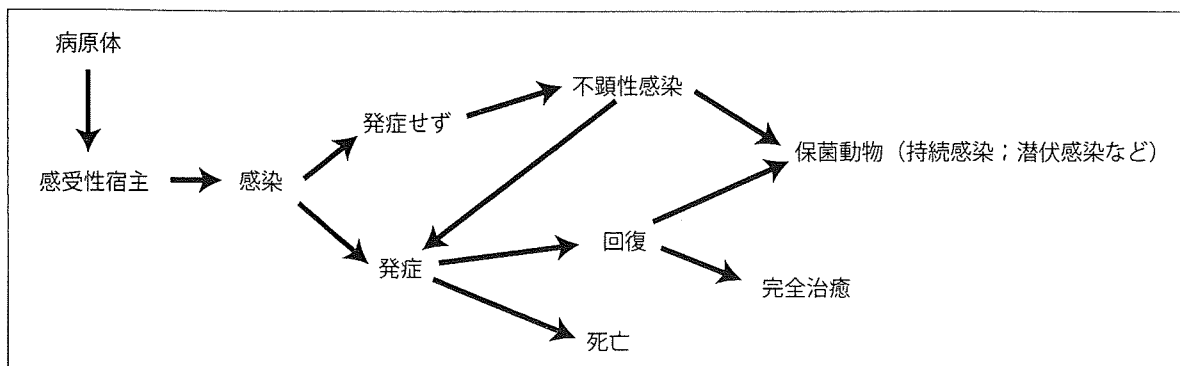 病原体
不顕性感染
発症せず
保菌動物（持続感染；潜伏感染など）
感受性宿主
感染
回復
発症
完全治癒
死亡